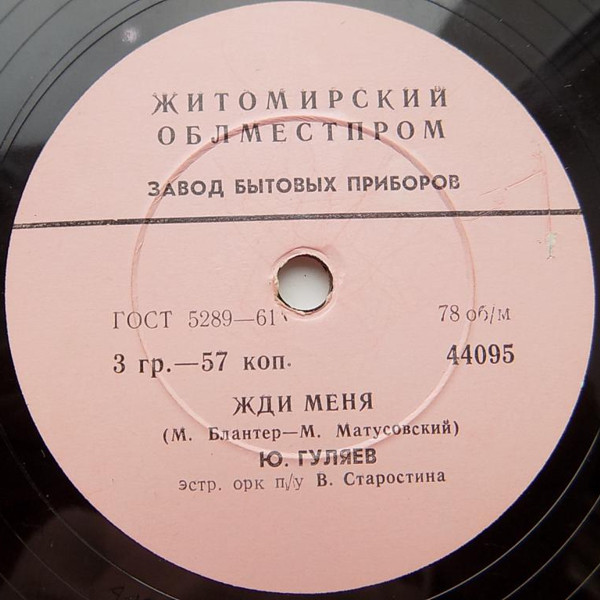 ЖИТОМИРСКИЙ
ОБЛМЕСТПРОМ
ЗАВОД БЫТОВЫХ ПРИБОРОВ
ГОСТ 5289—61 78 об/м
3 гр.—57 коп. 44095
ЖДИ МЕНЯ
(М. Блантер—М. Матусовский)
Ю. ГУЛЯЕВ
эстр. орк п/у В. Старостина